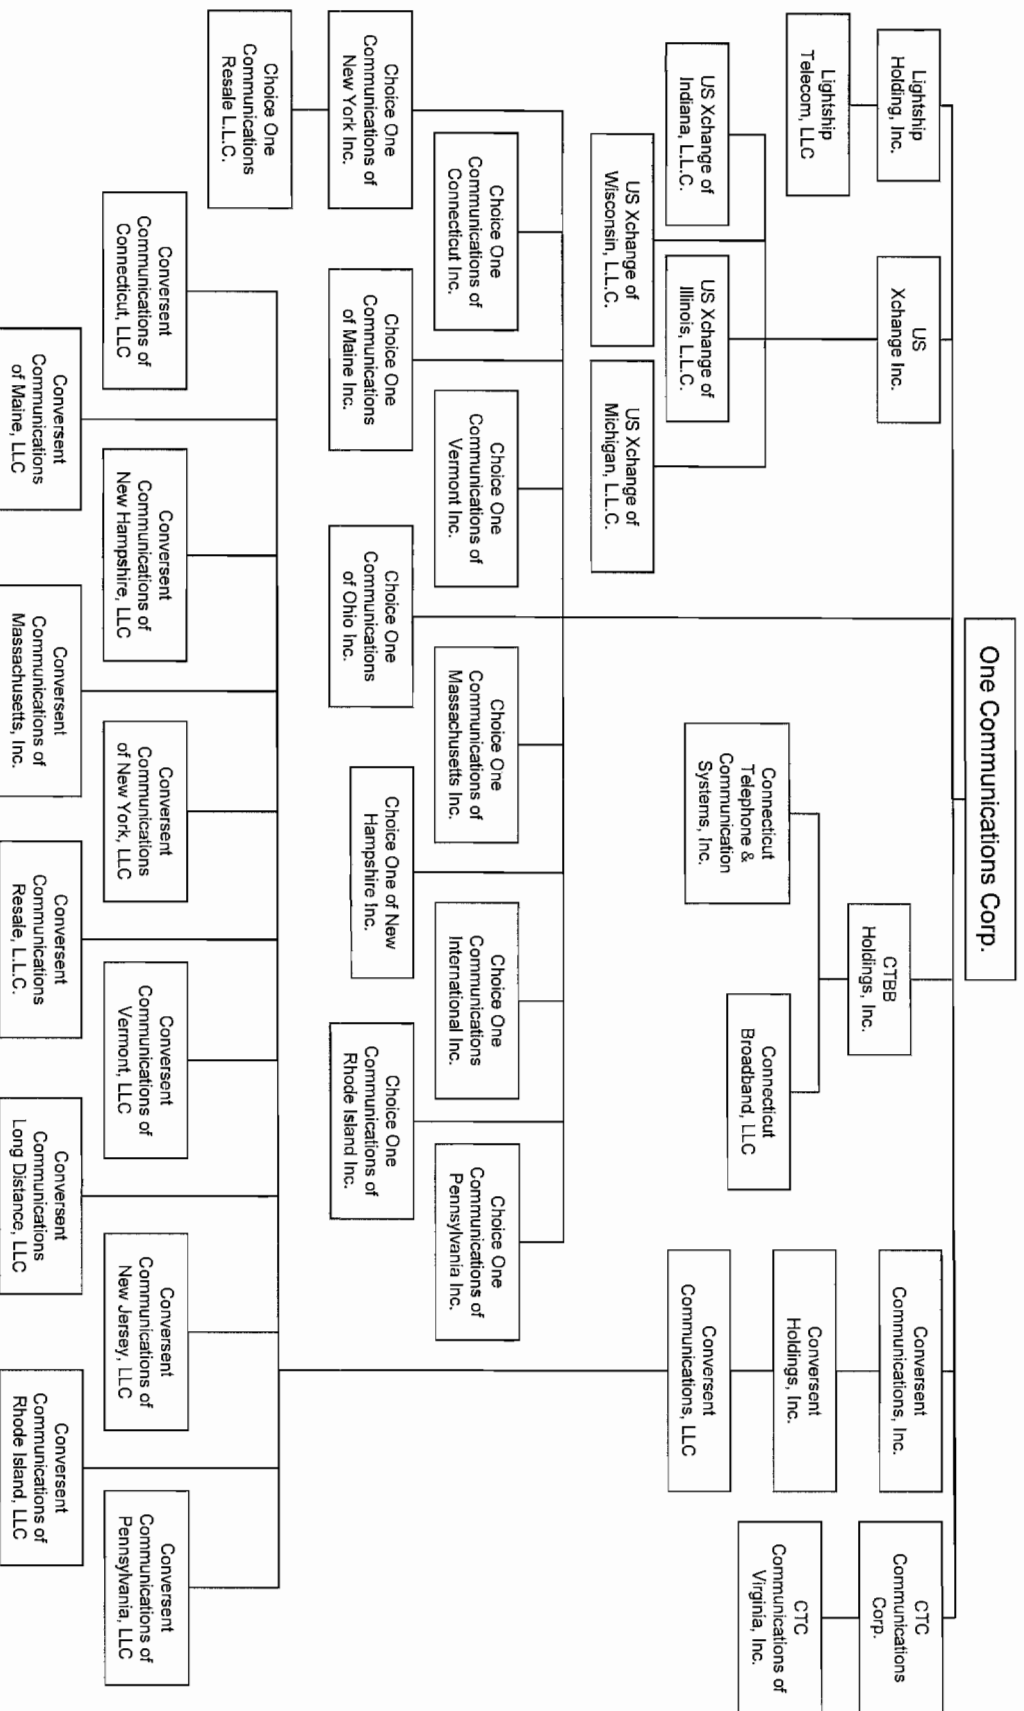 One Communications Corp.
Lightship
Holding, Inc.
US
Xchange Inc.
CTBB
Holdings, Inc.
Conversent
Communications, Inc.
CTC
Communications
Corp.
Lightship
Telecom, LLC
Connecticut
Telephone &
Communication
Systems, Inc.
Connecticut
Broadband, LLC
Conversent
Holdings, Inc.
CTC
Communications of
Virginia, Inc.
US Xchange of
Indiana, L.L.C.
US Xchange of
Illinois, L.L.C.
Conversent
Communications, LLC
US Xchange of
Wisconsin, L.L.C.
US Xchange of
Michigan, L.L.C.
Choice One
Communications of
Connecticut Inc.
Choice One
Communications of
Vermont Inc.
Choice One
Communications of
Massachusetts Inc.
Choice One
Communications
International Inc.
Choice One
Communications of
Pennsylvania Inc.
Choice One
Communications of
New York Inc.
Choice One
Communications
of Maine Inc.
Choice One
Communications
of Ohio Inc.
Choice One of New
Hampshire Inc.
Choice One
Communications of
Rhode Island Inc.
Choice One
Communications
Resale L.L.C.
Conversent
Communications of
Connecticut, LLC
Conversent
Communications of
New Hampshire, LLC
Conversent
Communications
of New York, LLC
Conversent
Communications of
Vermont, LLC
Conversent
Communications of
New Jersey, LLC
Conversent
Communications of
Pennsylvania, LLC
Conversent
Communications
of Maine, LLC
Conversent
Communications of
Massachusetts, Inc.
Conversent
Communications
Resale, L.L.C.
Conversent
Communications
Long Distance, LLC
Conversent
Communications of
Rhode Island, LLC